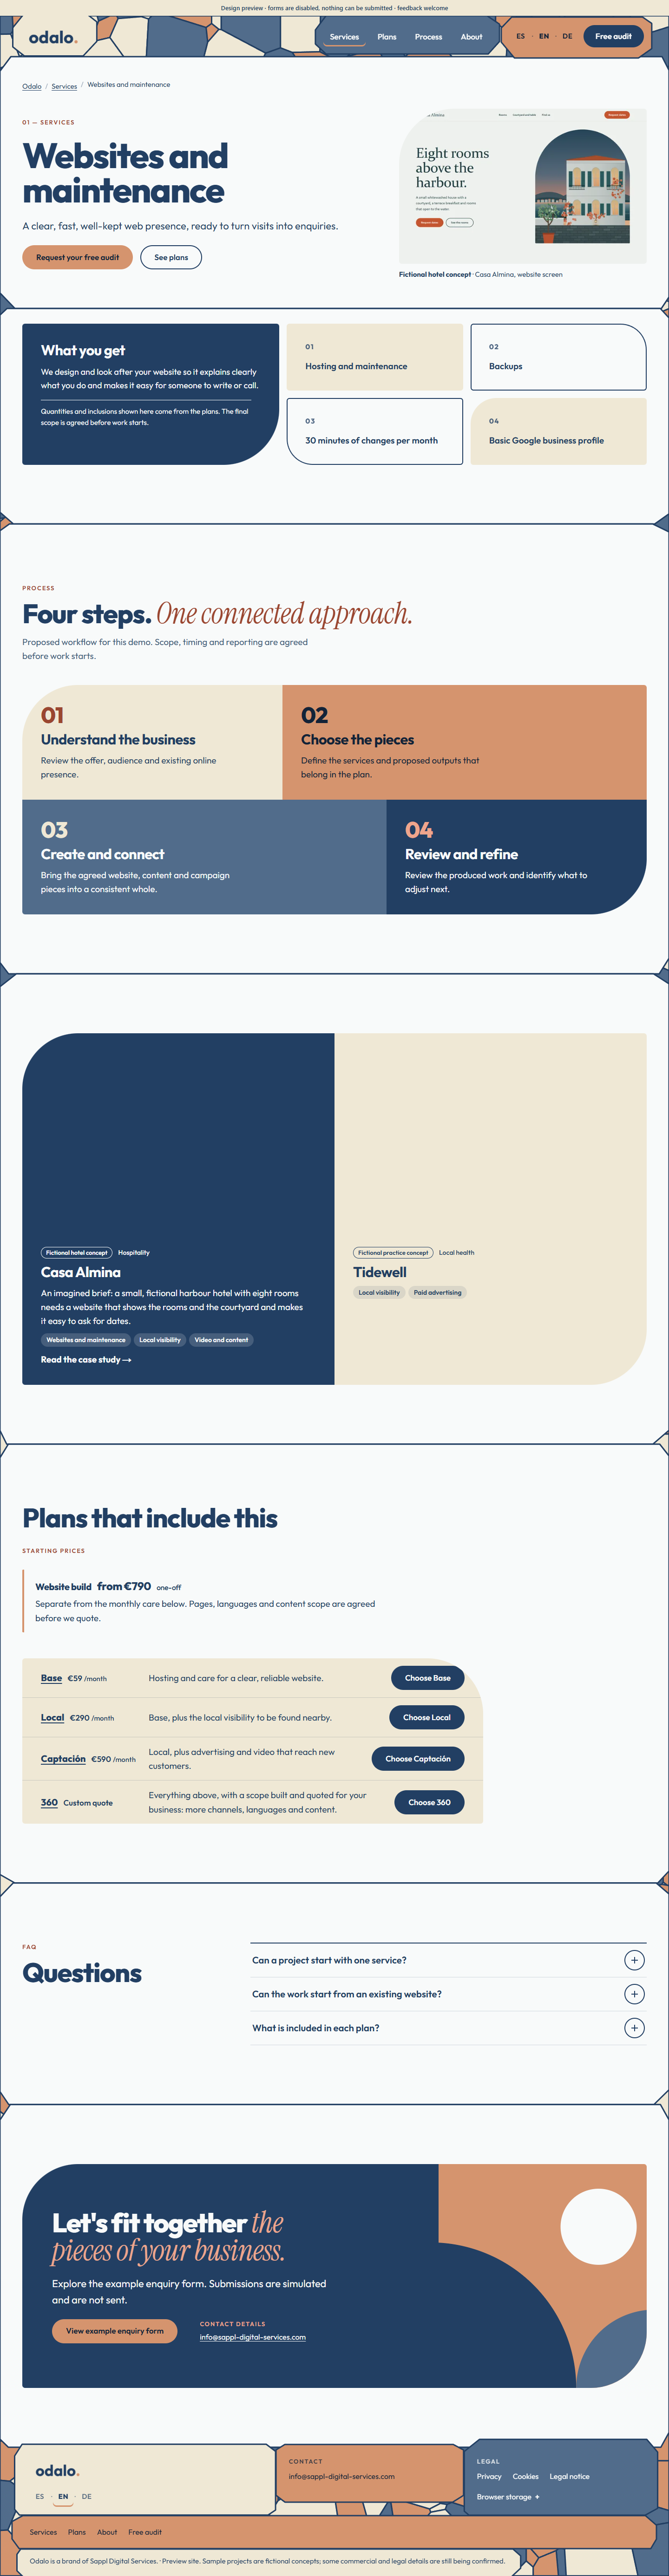 Design preview · forms are disabled, nothing can be submitted · feedback welcome
odalo.
Services Plans Process About
ES · EN · DE Free audit
Odalo / Services / Websites and maintenance
01 — SERVICES
Websites and
maintenance
A clear, fast, well-kept web presence, ready to turn visits into enquiries.
Request your free audit See plans
Eight rooms
above the
harbour.
Fictional hotel concept · Casa Almina, website screen
What you get
We design and look after your website so it explains clearly
what you do and makes it easy for someone to write or call.
Quantities and inclusions shown here come from the plans. The final
scope is agreed before work starts.
01
Hosting and maintenance
02
Backups
03
30 minutes of changes per month
04
Basic Google business profile
PROCESS
Four steps. One connected approach.
Proposed workflow for this demo. Scope, timing and reporting are agreed
before work starts.
01
Understand the business
Review the offer, audience and existing online
presence.
02
Choose the pieces
Define the services and proposed outputs that
belong in the plan.
03
Create and connect
Bring the agreed website, content and campaign
pieces into a consistent whole.
04
Review and refine
Review the produced work and identify what to
adjust next.
Fictional hotel concept Hospitality
Casa Almina
An imagined brief: a small, fictional harbour hotel with eight rooms
needs a website that shows the rooms and the courtyard and makes
it easy to ask for dates.
Websites and maintenance Local visibility Video and content
Read the case study →
Fictional practice concept Local health
Tidewell
Local visibility Paid advertising
Plans that include this
STARTING PRICES
Website build from €790 one-off
Separate from the monthly care below. Pages, languages and content scope are agreed
before we quote.
Base €59 /month Hosting and care for a clear, reliable website. Choose Base
Local €290 /month Base, plus the local visibility to be found nearby. Choose Local
Captación €590 /month Local, plus advertising and video that reach new
customers. Choose Captación
360 Custom quote Everything above, with a scope built and quoted for your
business: more channels, languages and content. Choose 360
FAQ
Questions
Can a project start with one service? +
Can the work start from an existing website? +
What is included in each plan? +
Let's fit together the
pieces of your business.
Explore the example enquiry form. Submissions are simulated
and are not sent.
View example enquiry form
CONTACT DETAILS
info@sappl-digital-services.com
odalo.
ES · EN · DE
CONTACT
info@sappl-digital-services.com
LEGAL
Privacy Cookies Legal notice
Browser storage +
Services Plans About Free audit
Odalo is a brand of Sappl Digital Services. · Preview site. Sample projects are fictional concepts; some commercial and legal details are still being confirmed.